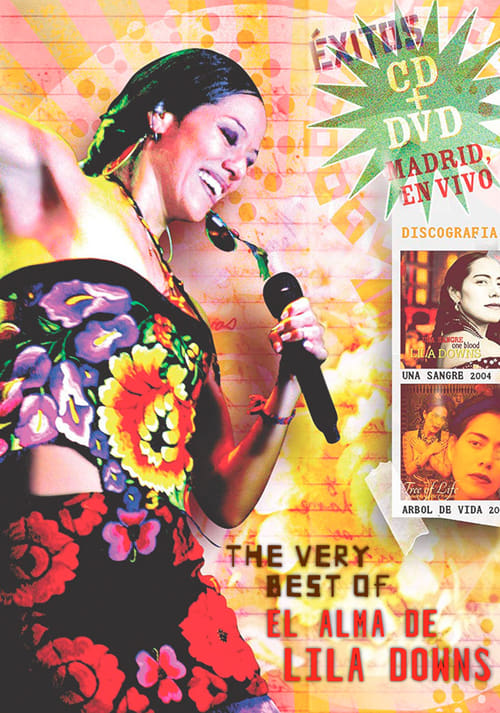 ÉXITOS
CD
+
DVD
MADRID,
EN VIVO
DISCOGRAFIA
one blood
LILA DOWNS
UNA SANGRE 2004
Tree of Life
ARBOL DE VIDA 20
THE VERY
BEST OF
EL ALMA DE
LILA DOWNS